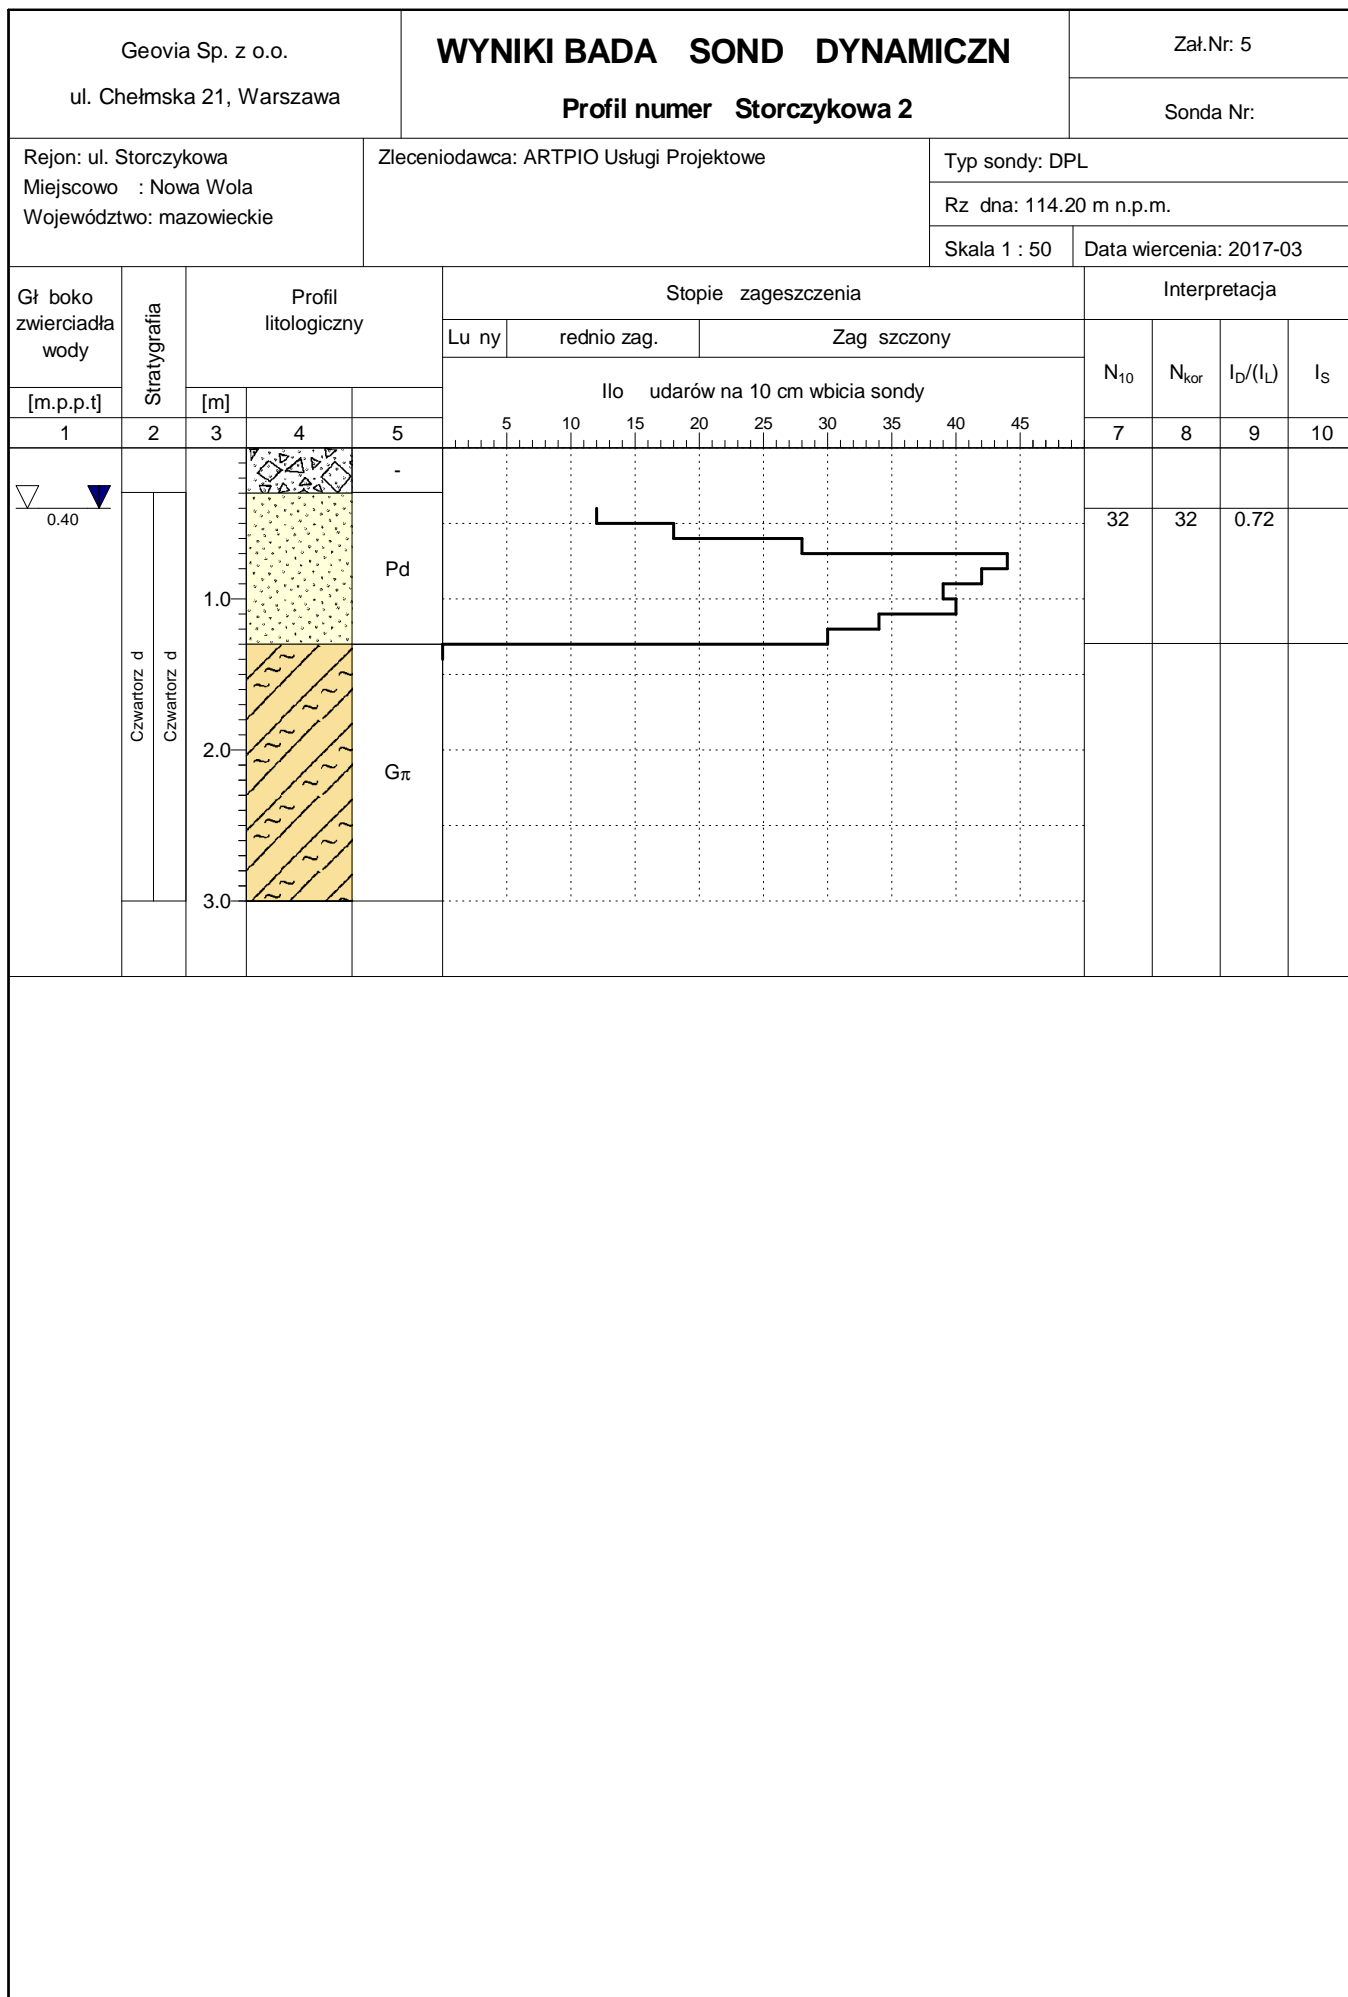 Geovia Sp. z o.o.
ul. Chełmska 21, Warszawa
WYNIKI BADA SOND DYNAMICZN
Profil numer Storczykowa 2
Zał.Nr: 5
Sonda Nr:
Rejon: ul. Storczykowa
Miejscowo : Nowa Wola
Województwo: mazowieckie
Zleceniodawca: ARTPIO Usługi Projektowe
Typ sondy: DPL
Rz dna: 114.20 m n.p.m.
Skala 1 : 50
Data wiercenia: 2017-03
Gł boko
zwierciadła
wody
[m.p.p.t]
Stratygrafia
Profil
litologiczny
[m]
Stopie zageszczenia
Lu ny
rednio zag.
Zag szczony
Ilo udarów na 10 cm wbicia sondy
5 10 15 20 25 30 35 40 45
Interpretacja
N10 Nkor ID/(IL) IS
1 2 3 4 5 7 8 9 10
-
0.40
32 32 0.72
Pd
1.0
Czwartorz d
Czwartorz d
2.0
Gπ
3.0